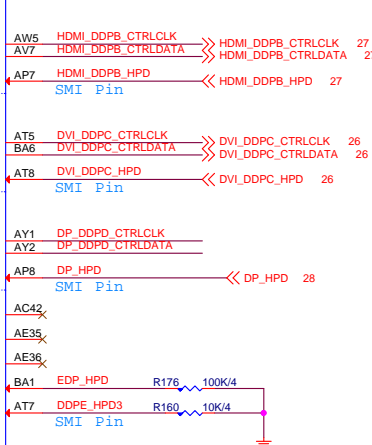 AW5 HDMI_DDPB_CTRLCLK HDMI_DDPB_CTRLCLK 27
AV7 HDMI_DDPB_CTRLDATA HDMI_DDPB_CTRLDATA
AP7 HDMI_DDPB_HPD HDMI_DDPB_HPD 27
SMI Pin
AT5 DVI_DDPC_CTRLCLK DVI_DDPC_CTRLCLK 26
BA6 DVI_DDPC_CTRLDATA DVI_DDPC_CTRLDATA 26
AT8 DVI_DDPC_HPD DVI_DDPC_HPD 26
SMI Pin
AY1 DP_DDPD_CTRLCLK
AY2 DP_DDPD_CTRLDATA
AP8 DP_HPD DP_HPD 28
SMI Pin
AC42
AE35
AE36
BA1 EDP_HPD R176 100K/4
AT7 DDPE_HPD3 R160 10K/4
SMI Pin